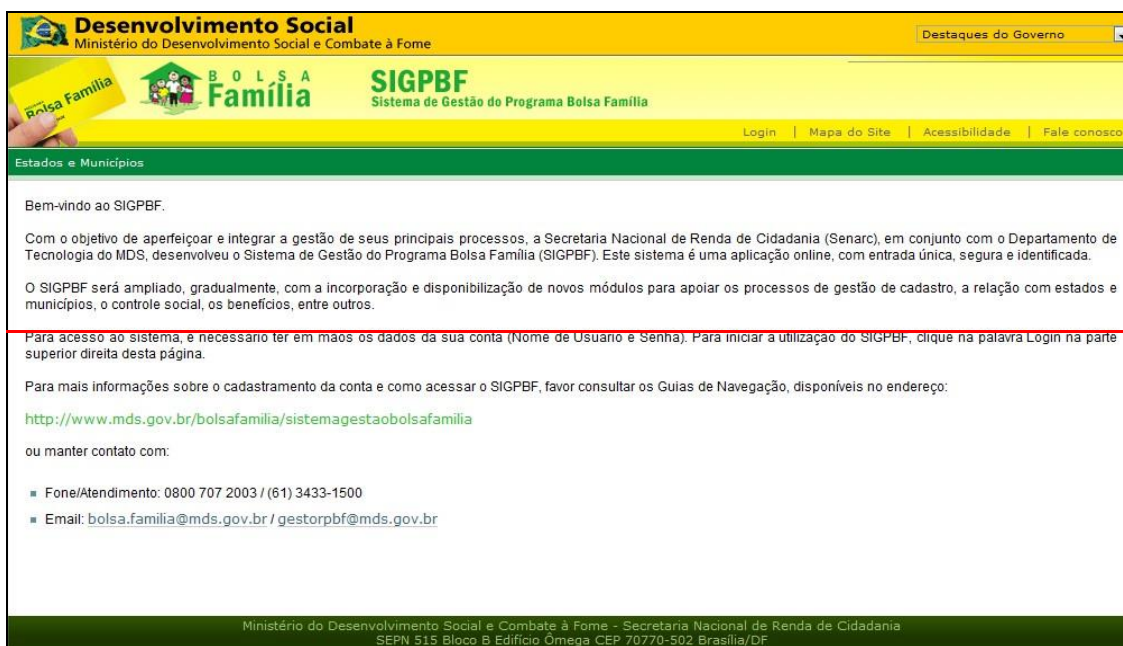 Desenvolvimento Social
Ministério do Desenvolvimento Social e Combate à Fome
Destaques do Governo
Bolsa Família
BOLSA
Família
SIGPBF
Sistema de Gestão do Programa Bolsa Família
Login | Mapa do Site | Acessibilidade | Fale conosco
Estados e Municípios
Bem-vindo ao SIGPBF.
Com o objetivo de aperfeiçoar e integrar a gestão de seus principais processos, a Secretaria Nacional de Renda de Cidadania (Senarc), em conjunto com o Departamento de
Tecnologia do MDS, desenvolveu o Sistema de Gestão do Programa Bolsa Família (SIGPBF). Este sistema é uma aplicação online, com entrada única, segura e identificada.
O SIGPBF será ampliado, gradualmente, com a incorporação e disponibilização de novos módulos para apoiar os processos de gestão de cadastro, a relação com estados e
municípios, o controle social, os benefícios, entre outros.
Para acesso ao sistema, é necessário ter em mãos os dados da sua conta (Nome de Usuário e Senha). Para iniciar a utilização do SIGPBF, clique na palavra Login na parte
superior direita desta página.
Para mais informações sobre o cadastramento da conta e como acessar o SIGPBF, favor consultar os Guias de Navegação, disponíveis no endereço:
http://www.mds.gov.br/bolsafamilia/sistemagestaobolsafamilia
ou manter contato com:
Fone/Atendimento: 0800 707 2003 / (61) 3433-1500
Email: bolsa.familia@mds.gov.br / gestorpbf@mds.gov.br
Ministério do Desenvolvimento Social e Combate à Fome - Secretaria Nacional de Renda de Cidadania
SEPN 515 Bloco B Edifício Ômega CEP 70770-502 Brasília/DF